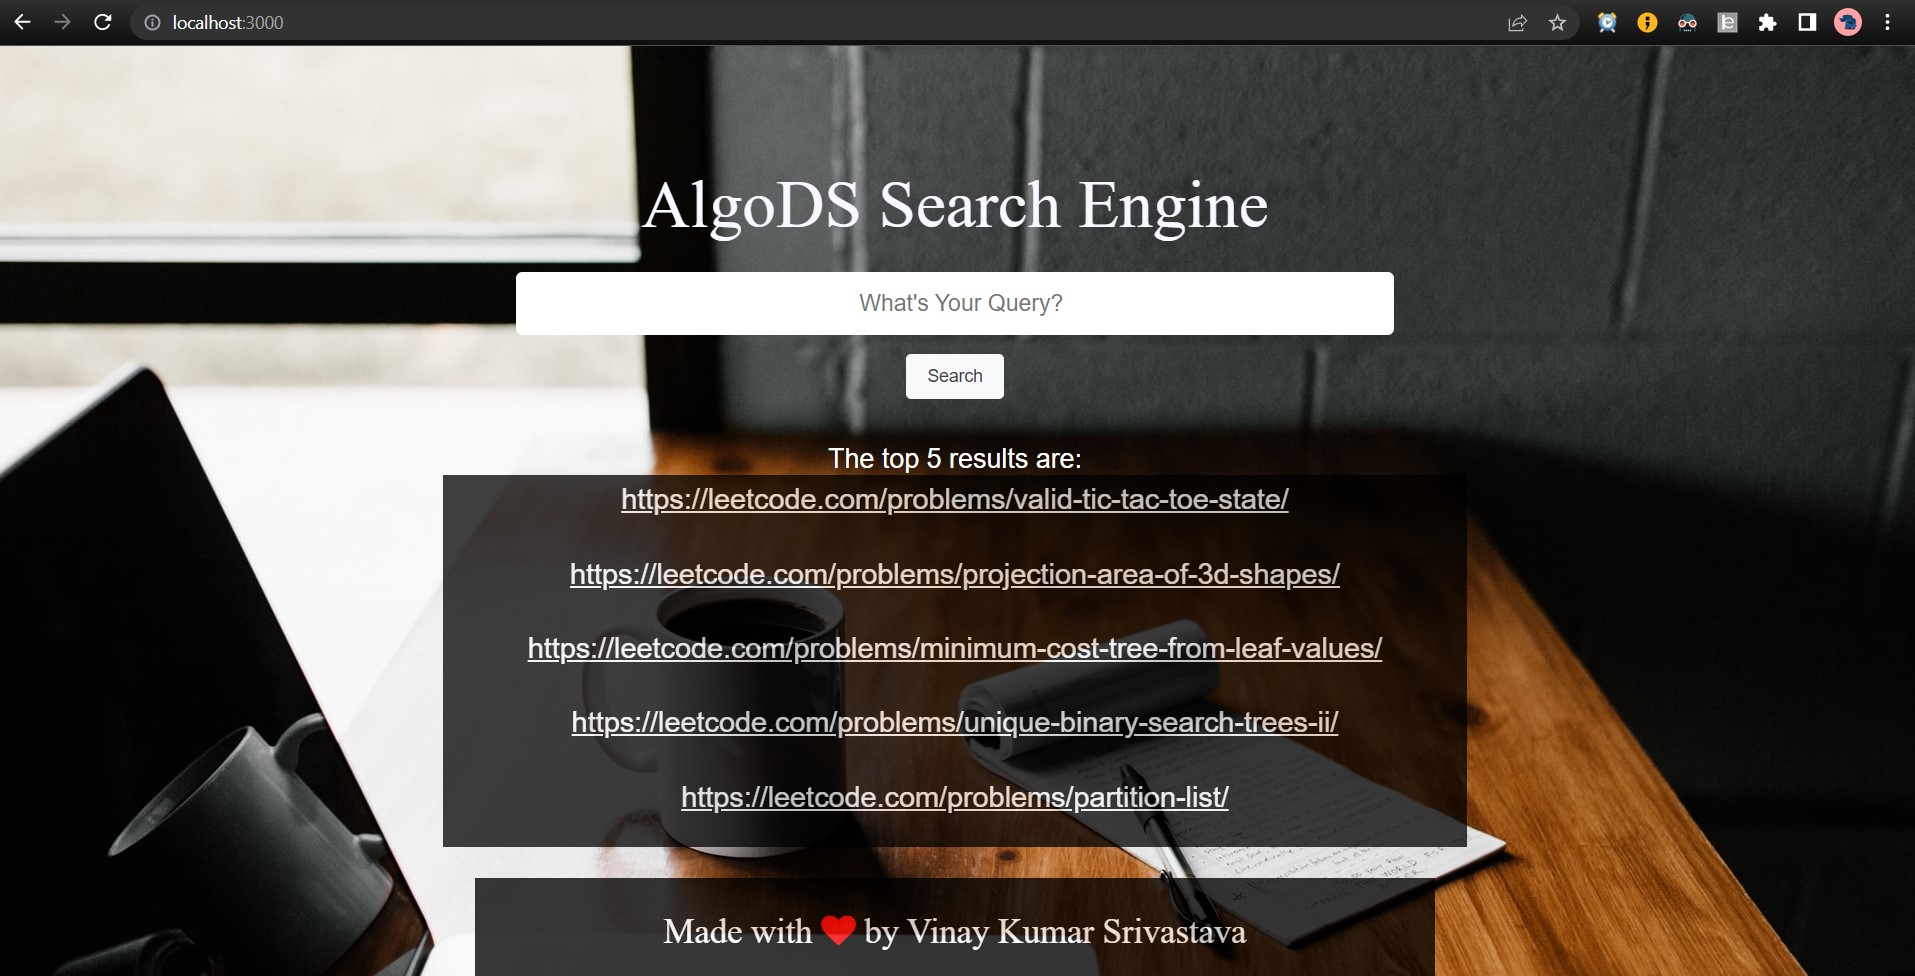 localhost:3000
AlgoDS Search Engine
What's Your Query?
Search
The top 5 results are:
https://leetcode.com/problems/valid-tic-tac-toe-state/
https://leetcode.com/problems/projection-area-of-3d-shapes/
https://leetcode.com/problems/minimum-cost-tree-from-leaf-values/
https://leetcode.com/problems/unique-binary-search-trees-ii/
https://leetcode.com/problems/partition-list/
Made with ❤ by Vinay Kumar Srivastava